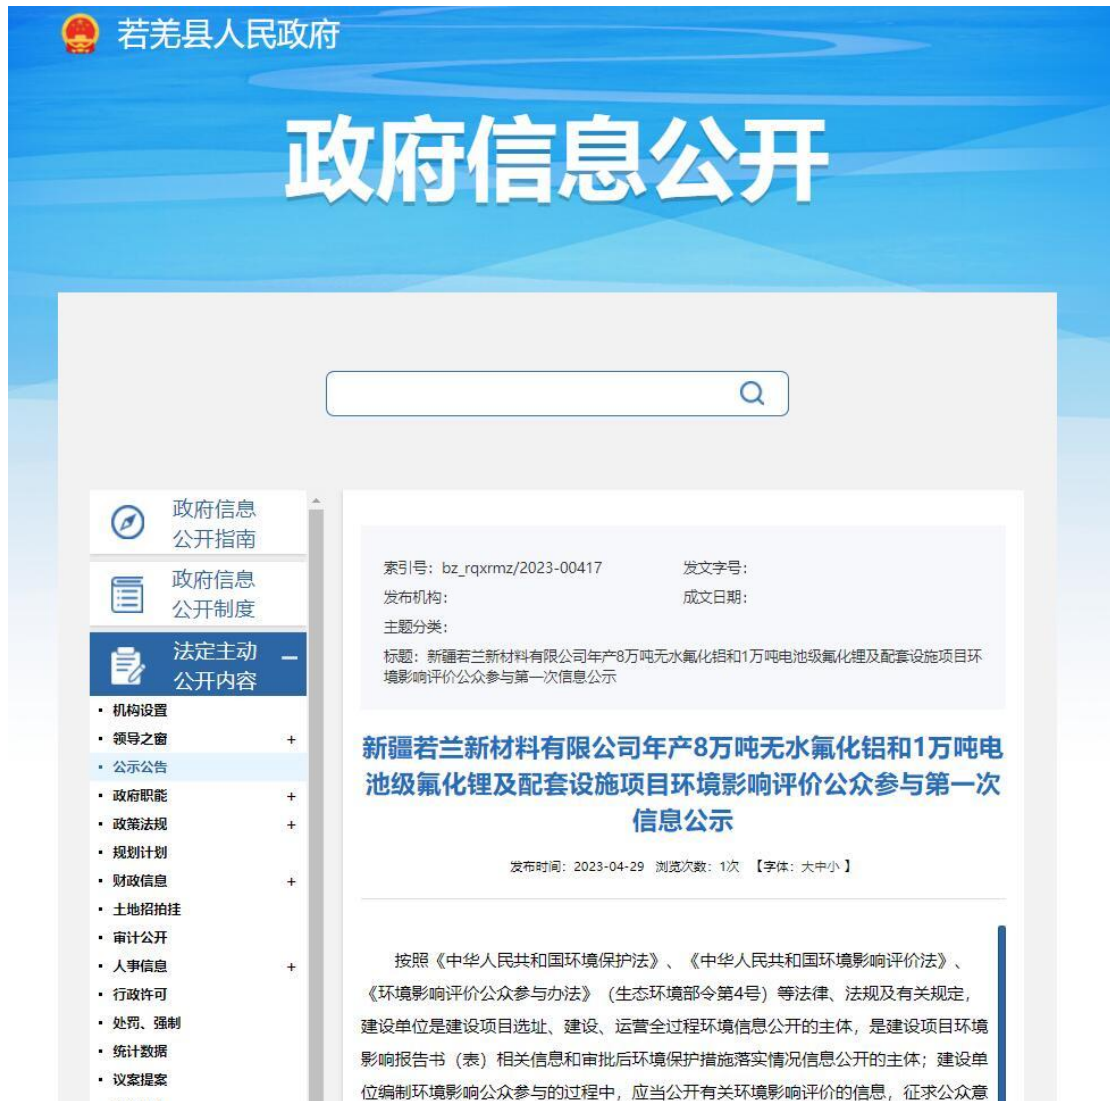 若羌县人民政府
政府信息公开
政府信息
公开指南
政府信息
公开制度
法定主动
公开内容
机构设置
领导之窗 +
公示公告
政府职能 +
政策法规 +
规划计划
财政信息 +
土地招拍挂
审计公开
人事信息 +
行政许可
处罚、强制
统计数据
议案提案
索引号：bz_rqxrmz/2023-00417 发文字号：
发布机构： 成文日期：
主题分类：
标题：新疆若兰新材料有限公司年产8万吨无水氟化铝和1万吨电池级氟化锂及配套设施项目环
境影响评价公众参与第一次信息公示
新疆若兰新材料有限公司年产8万吨无水氟化铝和1万吨电
池级氟化锂及配套设施项目环境影响评价公众参与第一次
信息公示
发布时间：2023-04-29 浏览次数：1次 【字体：大中小】
按照《中华人民共和国环境保护法》、《中华人民共和国环境影响评价法》、
《环境影响评价公众参与办法》（生态环境部令第4号）等法律、法规及有关规定，
建设单位是建设项目选址、建设、运营全过程环境信息公开的主体，是建设项目环境
影响报告书（表）相关信息和审批后环境保护措施落实情况信息公开的主体；建设单
位编制环境影响公众参与的过程中，应当公开有关环境影响评价的信息，征求公众意